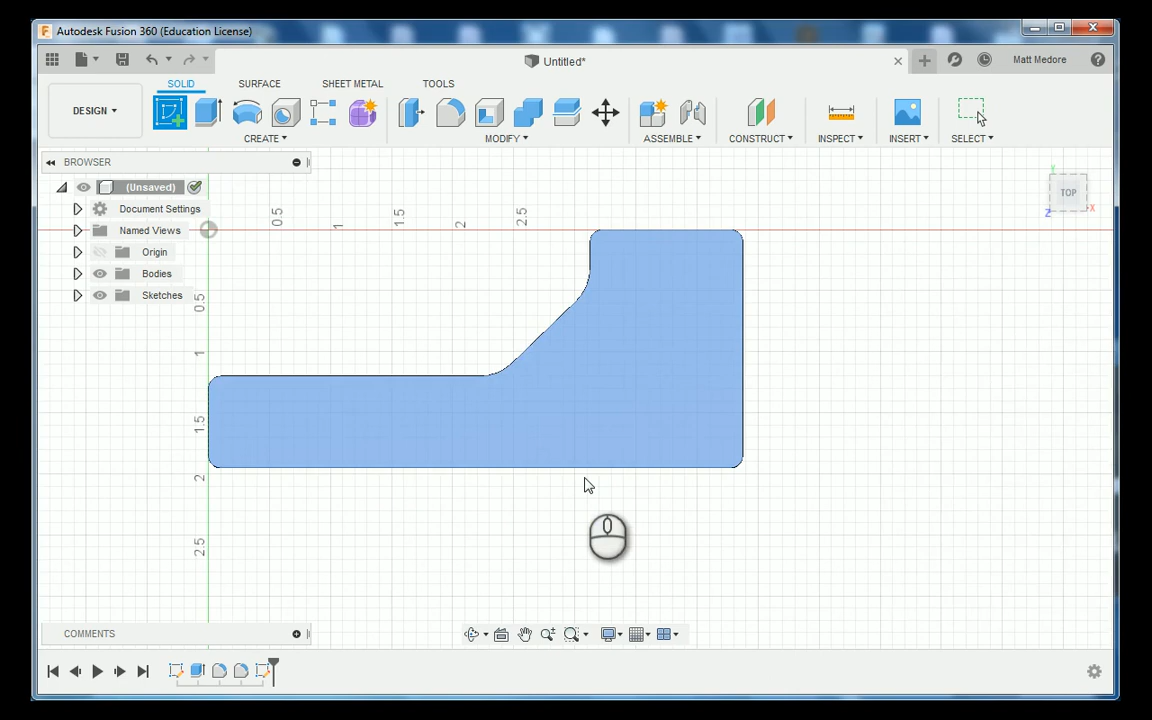 Autodesk Fusion 360 (Education License)
Untitled*
Matt Medore
DESIGN
SOLID
SURFACE
SHEET METAL
TOOLS
CREATE
MODIFY
ASSEMBLE
CONSTRUCT
INSPECT
INSERT
SELECT
BROWSER
(Unsaved)
Document Settings
Named Views
Origin
Bodies
Sketches
TOP
Y
X
Z
0.5
1
1.5
2
2.5
0.5
1
1.5
2
2.5
COMMENTS